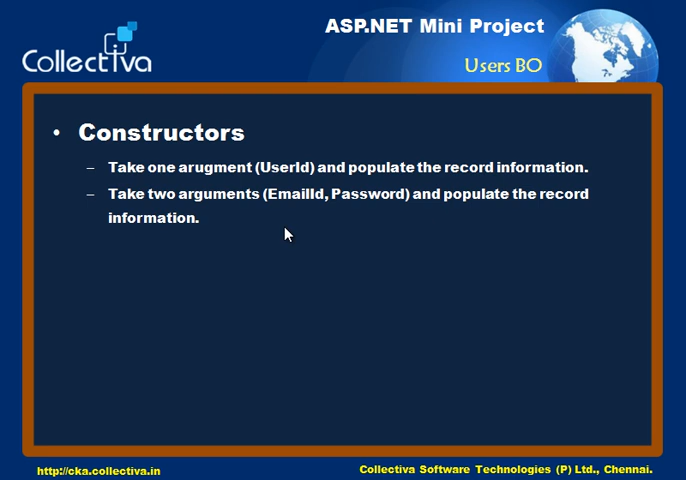 Collectiva
ASP.NET Mini Project
Users BO
• Constructors
– Take one arugment (UserId) and populate the record information.
– Take two arguments (EmailId, Password) and populate the record
information.
http://cka.collectiva.in
Collectiva Software Technologies (P) Ltd., Chennai.